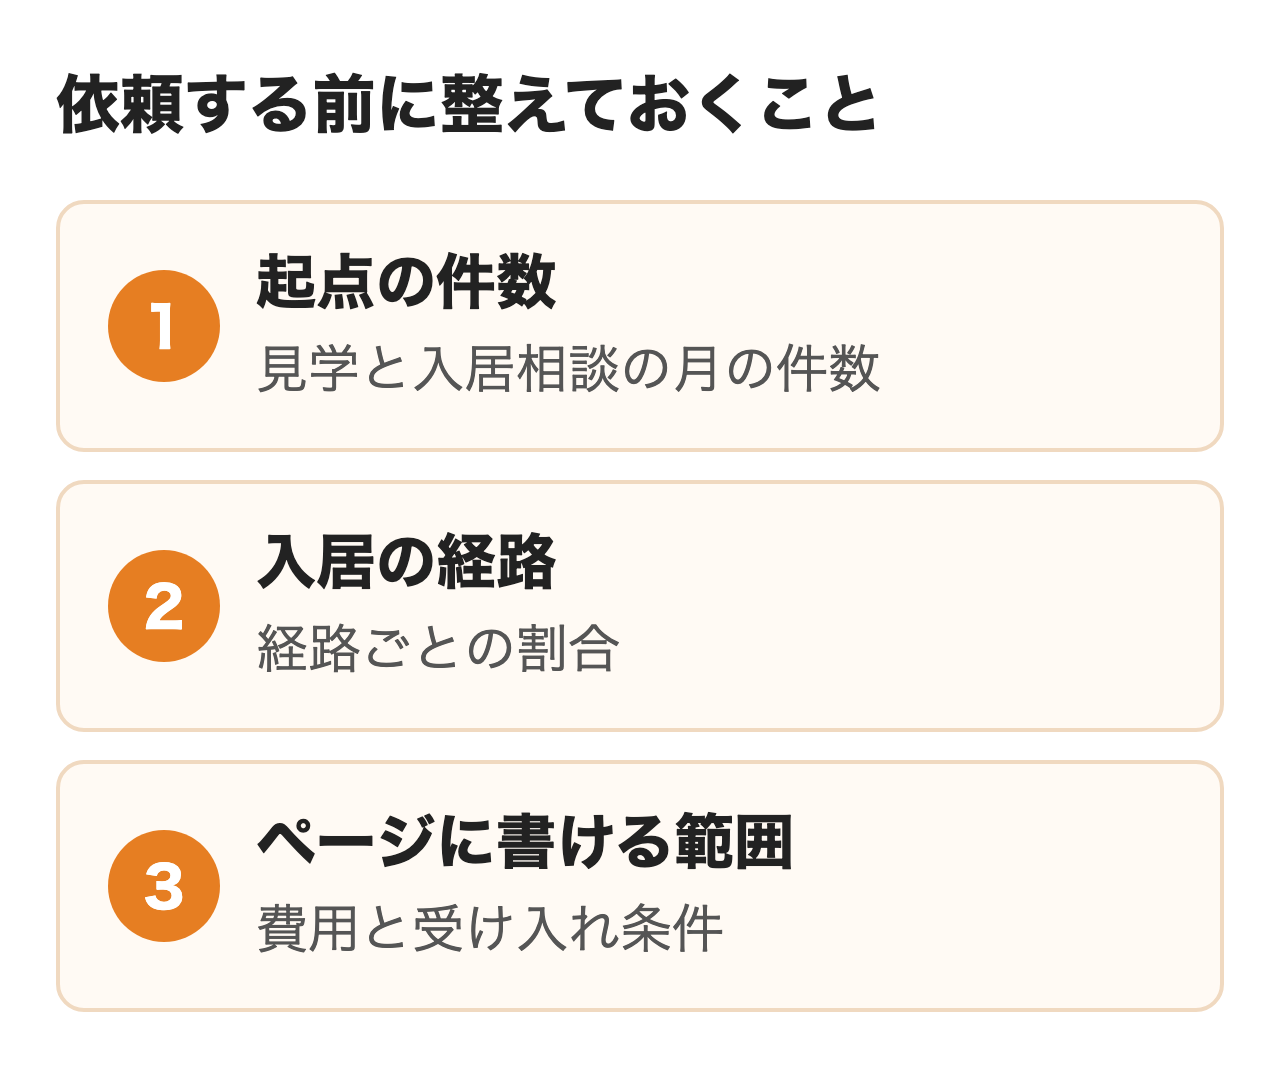 依頼する前に整えておくこと
1
起点の件数
見学と入居相談の月の件数
2
入居の経路
経路ごとの割合
3
ページに書ける範囲
費用と受け入れ条件